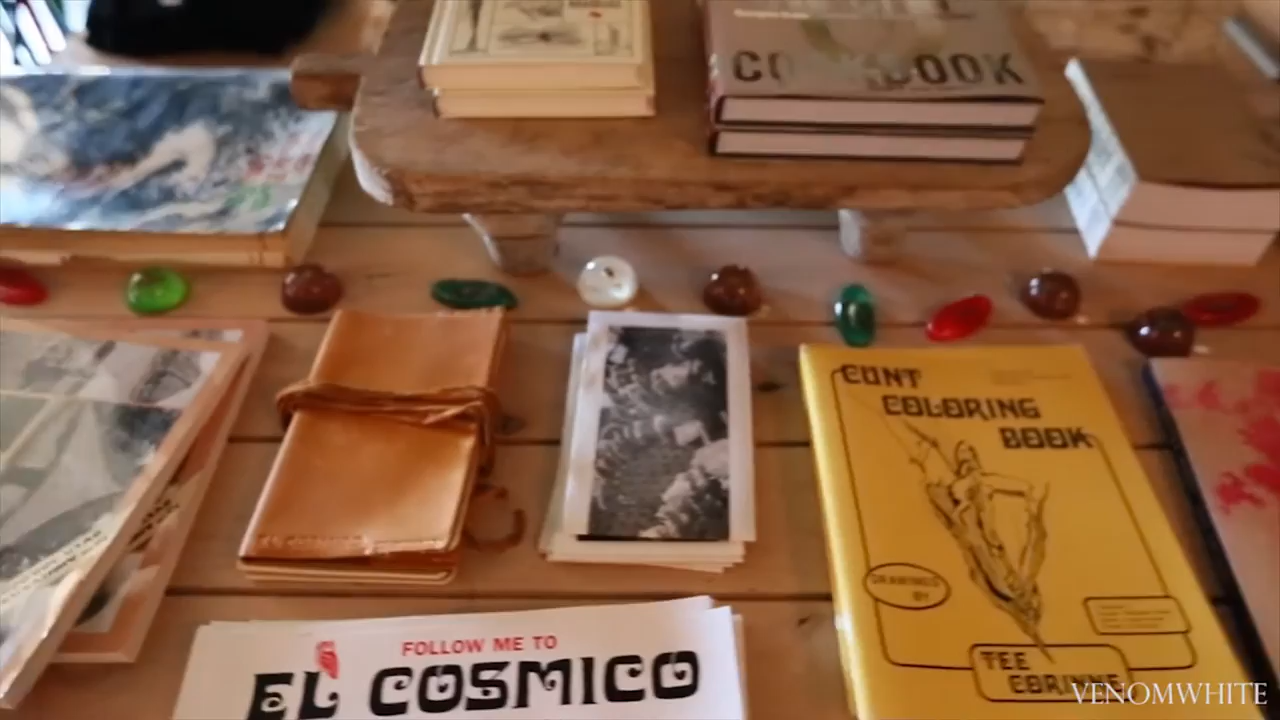 COOKBOOK
CUNT
COLORING
BOOK
DRAWINGS
BY
TEE
CORINNE
FOLLOW ME TO
EL COSMICO
VENOMWHITE